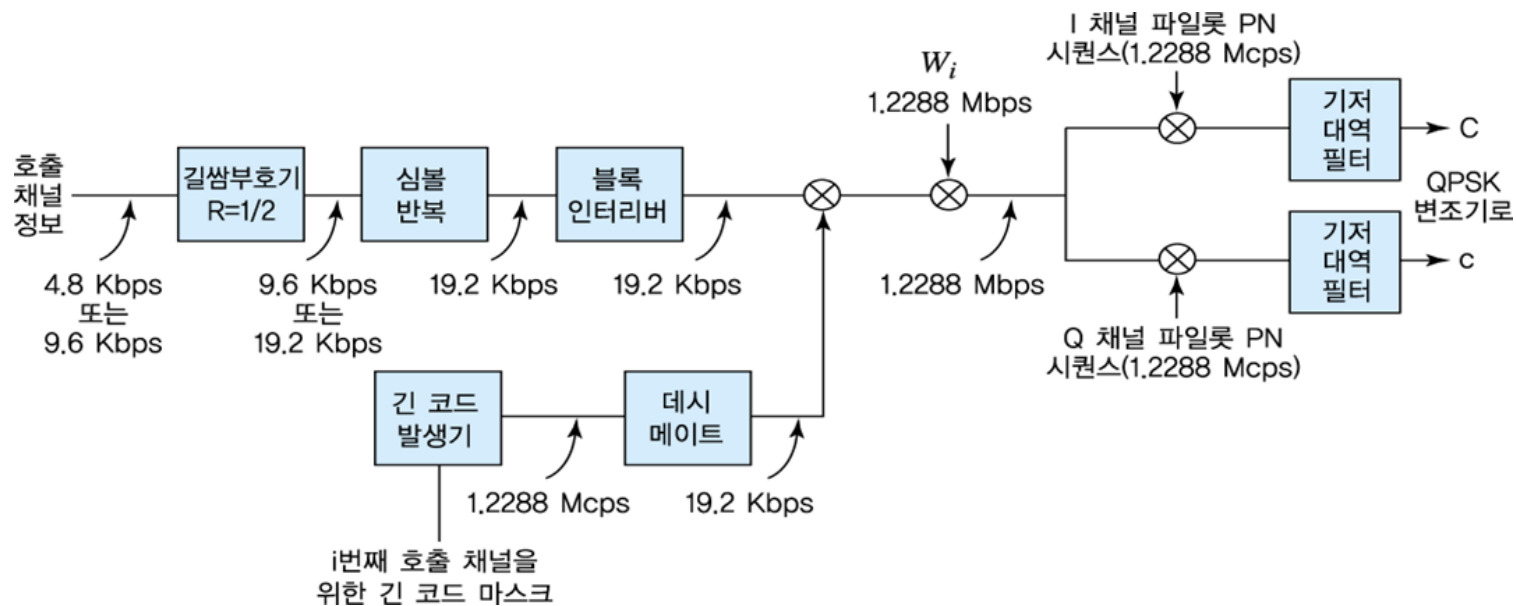 I 채널 파일롯 PN
시퀀스(1.2288 Mcps)
W_i
1.2288 Mbps
호출
채널
정보
길쌈부호기
R=1/2
심볼
반복
블록
인터리버
기저
대역
필터
C
QPSK
변조기로
기저
대역
필터
c
4.8 Kbps
또는
9.6 Kbps
9.6 Kbps
또는
19.2 Kbps
19.2 Kbps
19.2 Kbps
1.2288 Mbps
Q 채널 파일롯 PN
시퀀스(1.2288 Mcps)
긴 코드
발생기
데시
메이트
1.2288 Mcps
19.2 Kbps
i번째 호출 채널을
위한 긴 코드 마스크